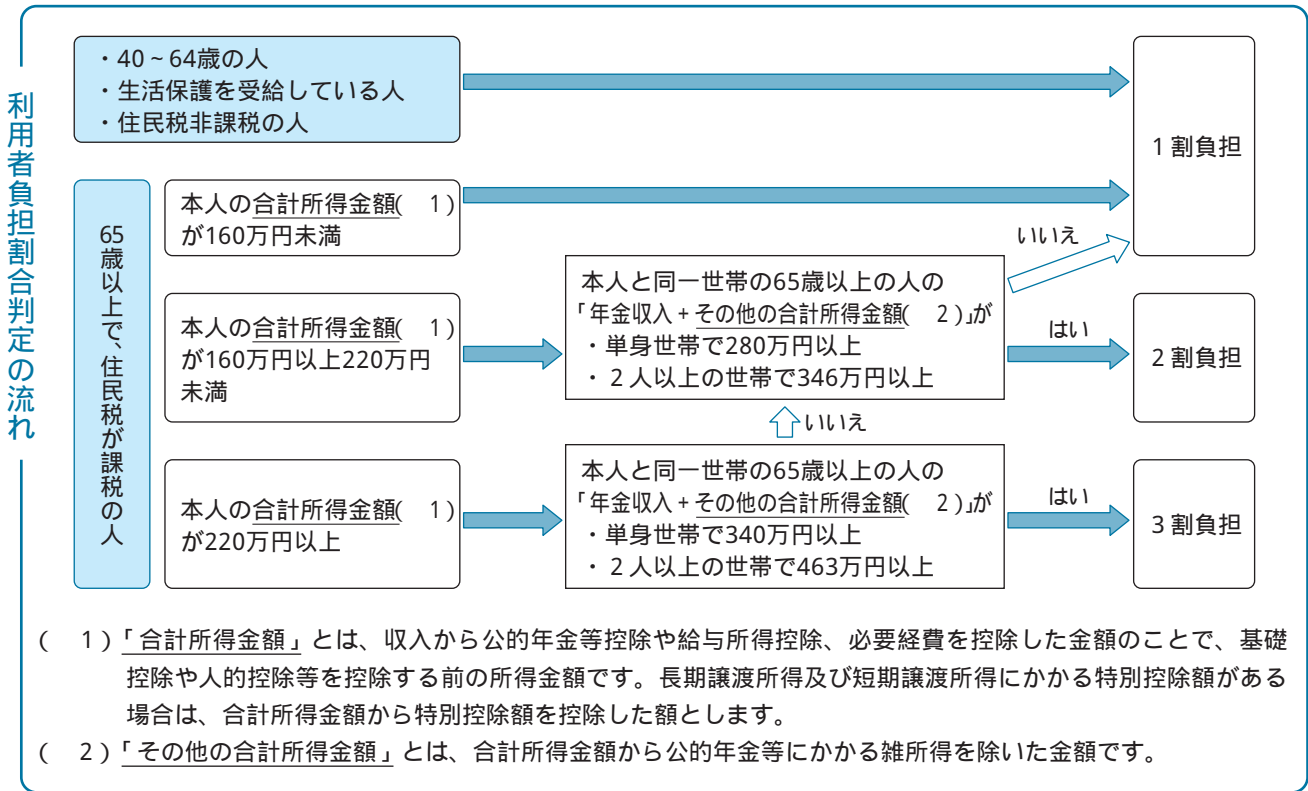 利用者負担割合判定の流れ
・40~64歳の人
・生活保護を受給している人
・住民税非課税の人
1割負担
65歳以上で、住民税が課税の人
本人の合計所得金額( 1)
が160万円未満
いいえ
本人の合計所得金額( 1)
が160万円以上220万円
未満
本人と同一世帯の65歳以上の人の
「年金収入+その他の合計所得金額( 2)」が
・単身世帯で280万円以上
・2人以上の世帯で346万円以上
はい
2割負担
いいえ
本人の合計所得金額( 1)
が220万円以上
本人と同一世帯の65歳以上の人の
「年金収入+その他の合計所得金額( 2)」が
・単身世帯で340万円以上
・2人以上の世帯で463万円以上
はい
3割負担
( 1)「合計所得金額」とは、収入から公的年金等控除や給与所得控除、必要経費を控除した金額のことで、基礎
控除や人的控除等を控除する前の所得金額です。長期譲渡所得及び短期譲渡所得にかかる特別控除額がある
場合は、合計所得金額から特別控除額を控除した額とします。
( 2)「その他の合計所得金額」とは、合計所得金額から公的年金等にかかる雑所得を除いた金額です。